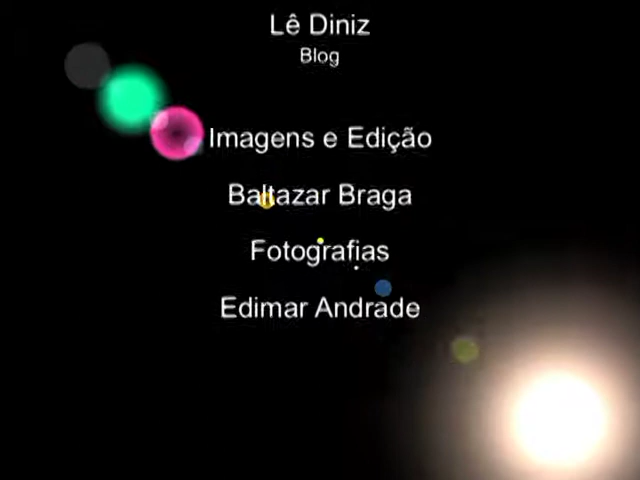 Lê Diniz
Blog
Imagens e Edição
Baltazar Braga
Fotografias
Edimar Andrade